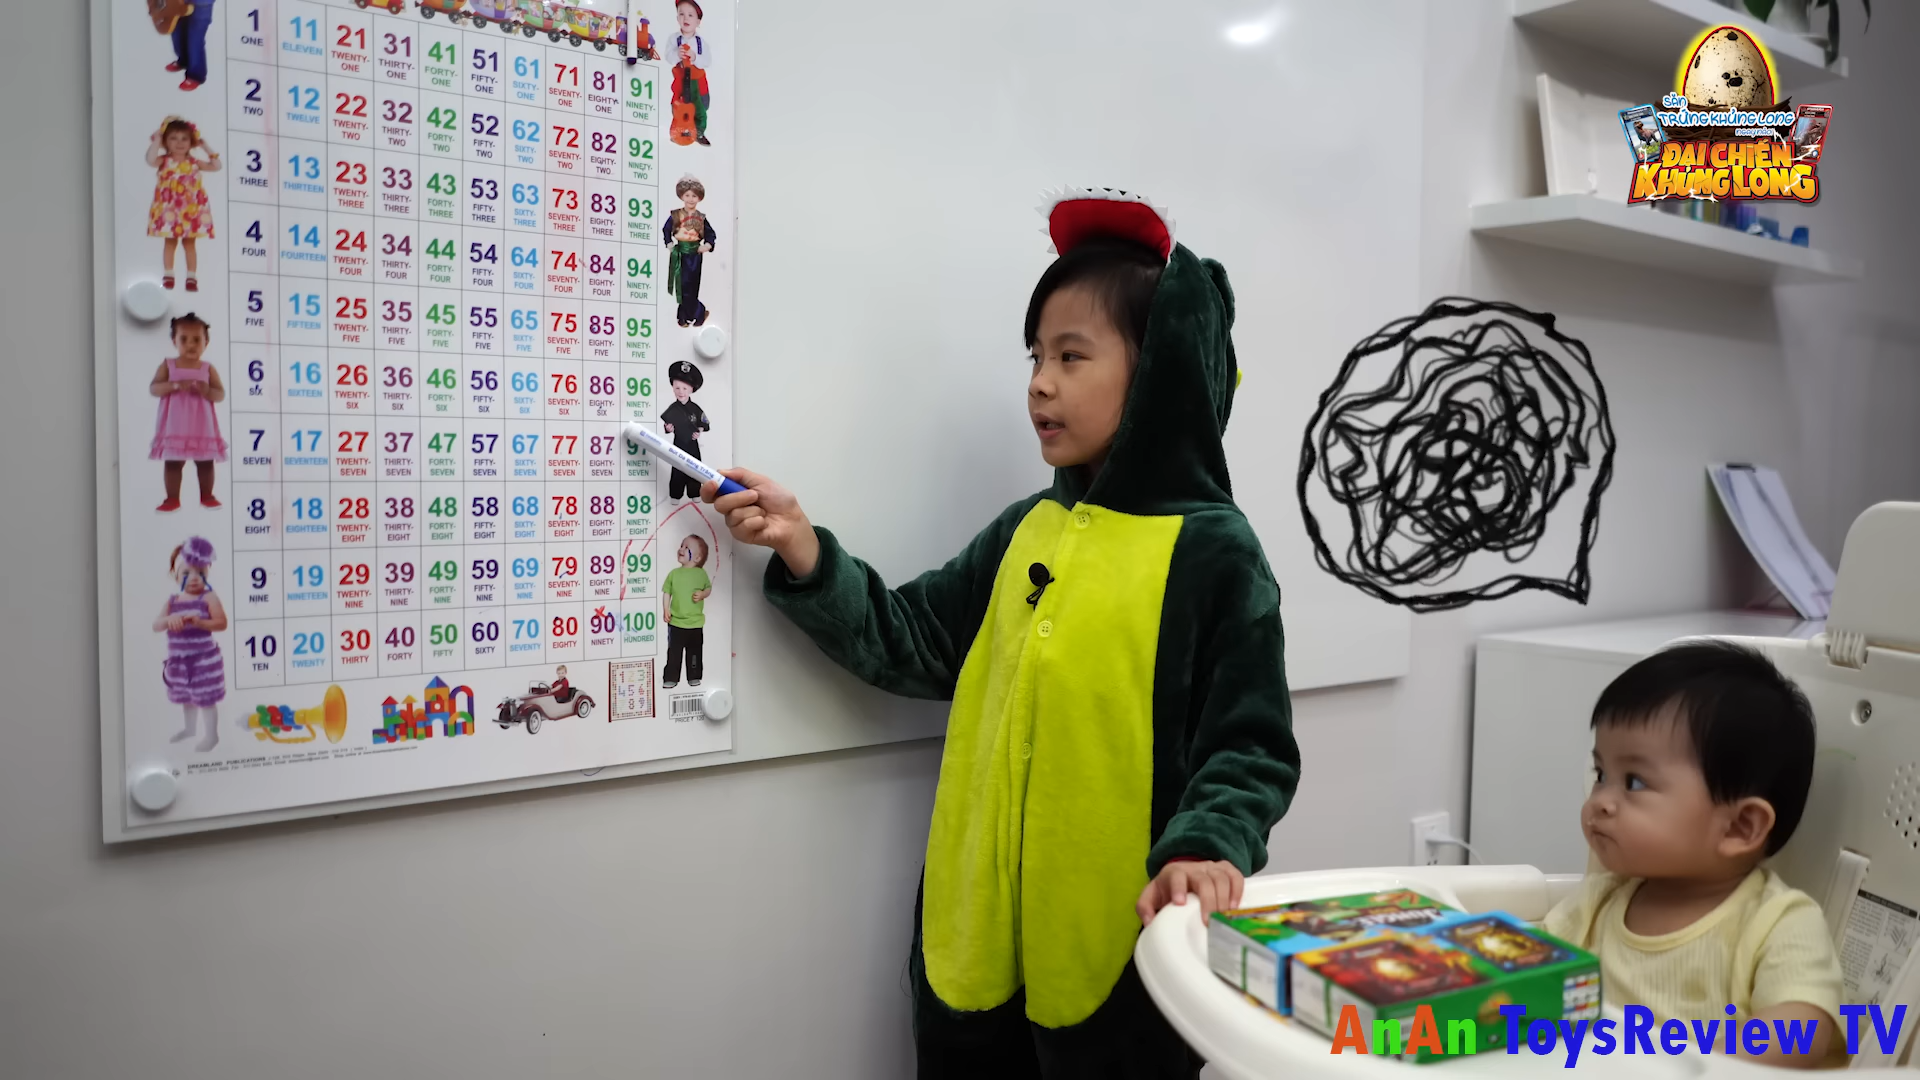 1 11 21 31 41 51 61 71 81 91
ONE ELEVEN TWENTY-ONE THIRTY-ONE FORTY-ONE FIFTY-ONE SIXTY-ONE SEVENTY-ONE EIGHTY-ONE NINETY-ONE
2 12 22 32 42 52 62 72 82 92
TWO TWELVE TWENTY-TWO THIRTY-TWO FORTY-TWO FIFTY-TWO SIXTY-TWO SEVENTY-TWO EIGHTY-TWO NINETY-TWO
3 13 23 33 43 53 63 73 83 93
THREE THIRTEEN TWENTY-THREE THIRTY-THREE FORTY-THREE FIFTY-THREE SIXTY-THREE SEVENTY-THREE EIGHTY-THREE NINETY-THREE
4 14 24 34 44 54 64 74 84 94
FOUR FOURTEEN TWENTY-FOUR THIRTY-FOUR FORTY-FOUR FIFTY-FOUR SIXTY-FOUR SEVENTY-FOUR EIGHTY-FOUR NINETY-FOUR
5 15 25 35 45 55 65 75 85 95
FIVE FIFTEEN TWENTY-FIVE THIRTY-FIVE FORTY-FIVE FIFTY-FIVE SIXTY-FIVE SEVENTY-FIVE EIGHTY-FIVE NINETY-FIVE
6 16 26 36 46 56 66 76 86 96
SIX SIXTEEN TWENTY-SIX THIRTY-SIX FORTY-SIX FIFTY-SIX SIXTY-SIX SEVENTY-SIX EIGHTY-SIX NINETY-SIX
7 17 27 37 47 57 67 77 87 97
SEVEN SEVENTEEN TWENTY-SEVEN THIRTY-SEVEN FORTY-SEVEN FIFTY-SEVEN SIXTY-SEVEN SEVENTY-SEVEN EIGHTY-SEVEN SEVEN
8 18 28 38 48 58 68 78 88 98
EIGHT EIGHTEEN TWENTY-EIGHT THIRTY-EIGHT FORTY-EIGHT FIFTY-EIGHT SIXTY-EIGHT SEVENTY-EIGHT EIGHTY-EIGHT NINETY-EIGHT
9 19 29 39 49 59 69 79 89 99
NINE NINETEEN TWENTY-NINE THIRTY-NINE FORTY-NINE FIFTY-NINE SIXTY-NINE SEVENTY-NINE EIGHTY-NINE NINETY-NINE
10 20 30 40 50 60 70 80 90 100
TEN TWENTY THIRTY FORTY FIFTY SIXTY SEVENTY EIGHTY NINETY HUNDRED
DREAMLAND PUBLICATIONS
SĂN
TRỨNG KHỦNG LONG
ĐẠI CHIẾN
KHỦNG LONG
AnAn ToysReview TV